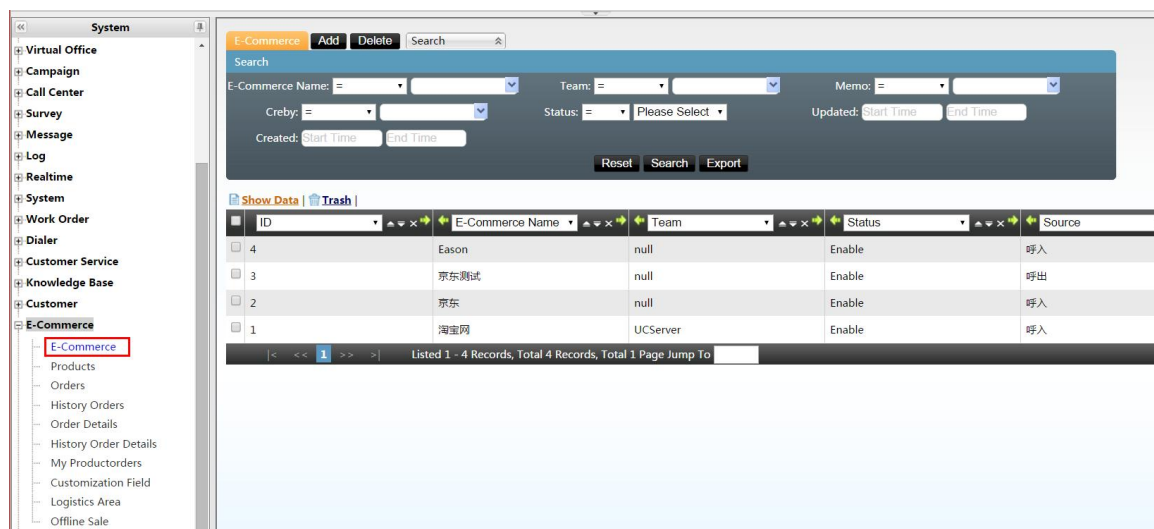 System
Virtual Office
Campaign
Call Center
Survey
Message
Log
Realtime
System
Work Order
Dialer
Customer Service
Knowledge Base
Customer
E-Commerce
E-Commerce
Products
Orders
History Orders
Order Details
History Order Details
My Productorders
Customization Field
Logistics Area
Offline Sale
E-Commerce Add Delete Search
Search
E-Commerce Name: = Team: = Memo: =
Creby: = Status: = Please Select Updated: Start Time End Time
Created: Start Time End Time
Reset Search Export
Show Data | Trash |
ID E-Commerce Name Team Status Source
4 Eason null Enable 呼入
3 京东测试 null Enable 呼出
2 京东 null Enable 呼入
1 淘宝网 UCServer Enable 呼入
|< << 1 >> >| Listed 1 - 4 Records, Total 4 Records, Total 1 Page Jump To